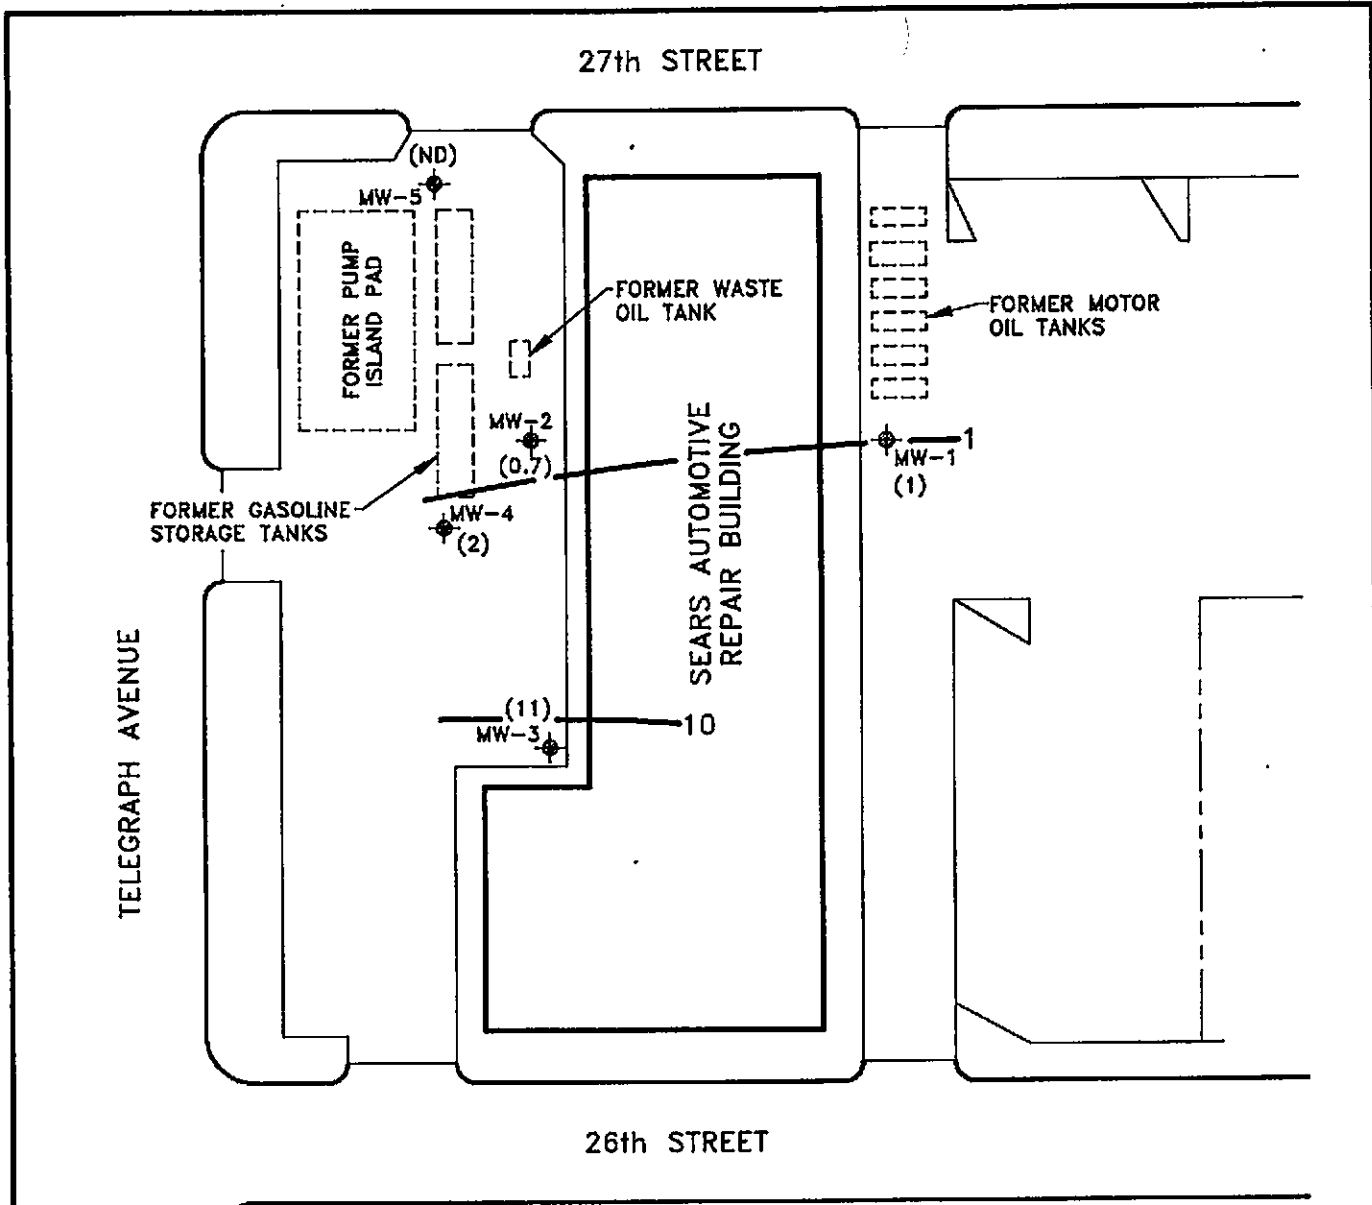 27th STREET
(ND)
MW-5
FORMER PUMP
ISLAND PAD
FORMER WASTE
OIL TANK
FORMER MOTOR
OIL TANKS
MW-2
(0.7)
1
MW-1
(1)
FORMER GASOLINE
STORAGE TANKS
MW-4
(2)
SEARS AUTOMOTIVE
REPAIR BUILDING
TELEGRAPH AVENUE
(11)
10
MW-3
26th STREET